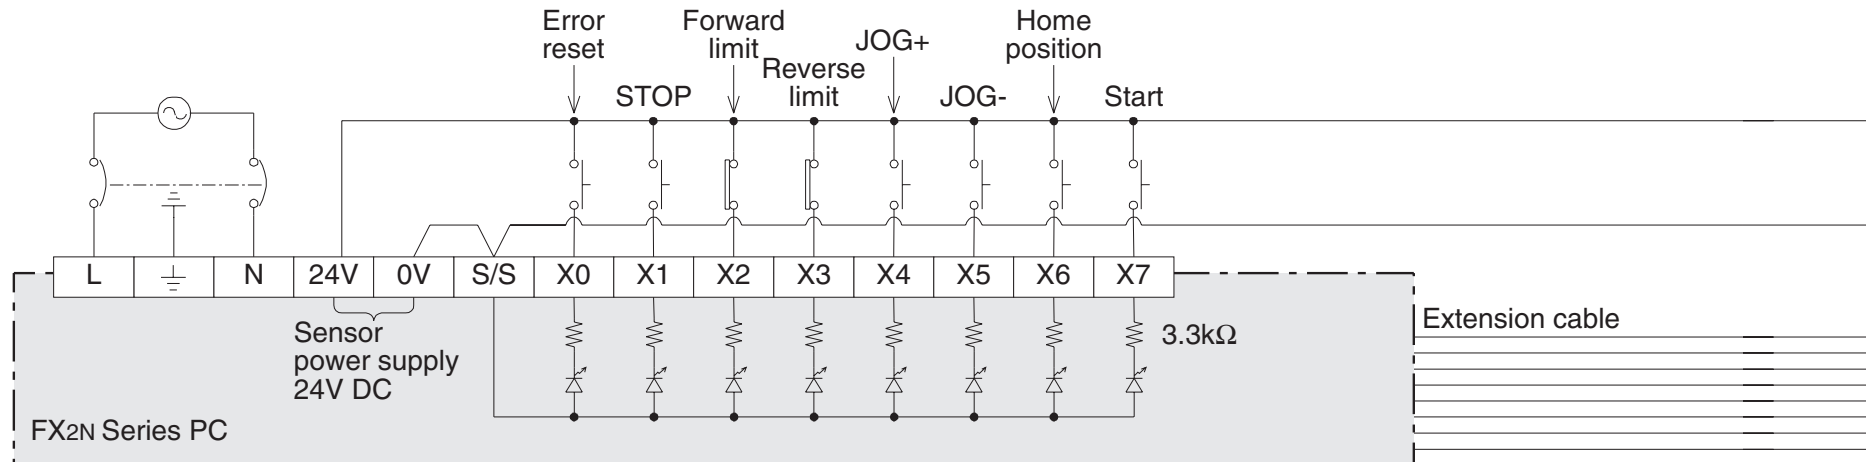 Error
reset
Forward
limit
JOG+
Home
position
STOP
Reverse
limit
JOG-
Start
L
N
24V
0V
S/S
X0
X1
X2
X3
X4
X5
X6
X7
Sensor
power supply
24V DC
3.3kΩ
Extension cable
FX2N Series PC